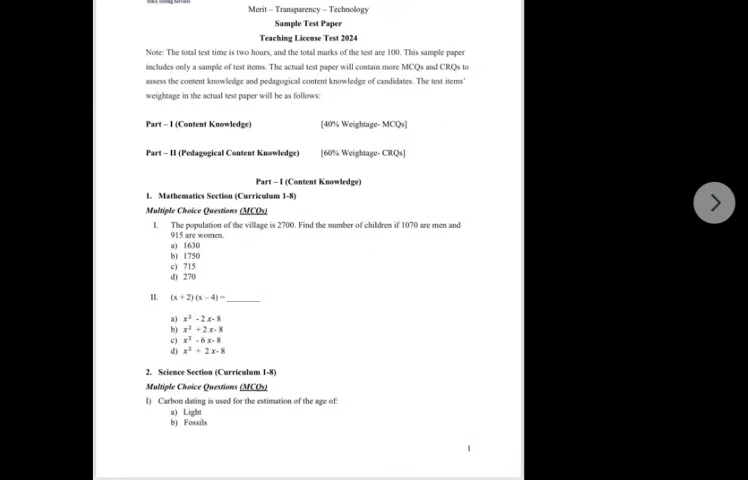 Merit – Transparency – Technology
Sample Test Paper
Teaching License Test 2024
Note: The total test time is two hours, and the total marks of the test are 100. This sample paper
includes only a sample of test items. The actual test paper will contain more MCQs and CRQs to
assess the content knowledge and pedagogical content knowledge of candidates. The test items’
weightage in the actual test paper will be as follows:
Part – I (Content Knowledge) [40% Weightage- MCQs]
Part – II (Pedagogical Content Knowledge) [60% Weightage- CRQs]
Part – I (Content Knowledge)
1. Mathematics Section (Curriculum 1-8)
Multiple Choice Questions (MCQs)
I. The population of the village is 2700. Find the number of children if 1070 are men and
915 are women.
a) 1630
b) 1750
c) 715
d) 270
II. (x + 2) (x – 4) = ________
a) x² - 2 x- 8
b) x² + 2 x- 8
c) x² - 6 x- 8
d) x² + 2 x- 8
2. Science Section (Curriculum 1-8)
Multiple Choice Questions (MCQs)
I) Carbon dating is used for the estimation of the age of:
a) Light
b) Fossils
1